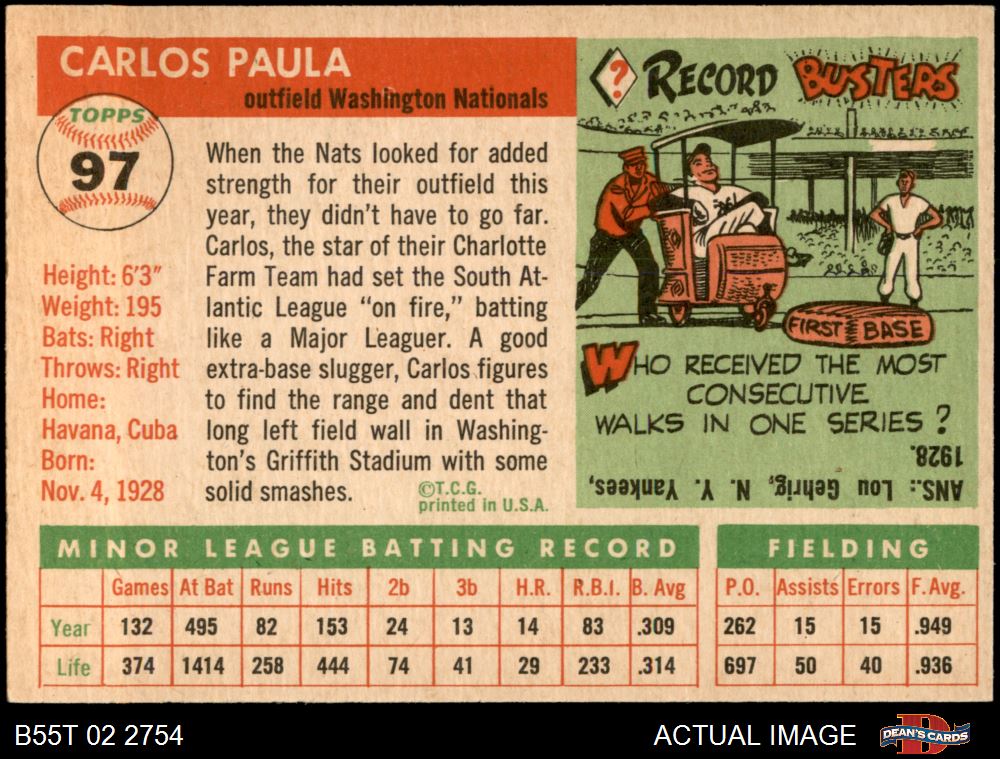 CARLOS PAULA
outfield Washington Nationals
TOPPS
97
Height: 6'3"
Weight: 195
Bats: Right
Throws: Right
Home:
Havana, Cuba
Born:
Nov. 4, 1928
When the Nats looked for added
strength for their outfield this
year, they didn't have to go far.
Carlos, the star of their Charlotte
Farm Team had set the South At-
lantic League "on fire," batting
like a Major Leaguer. A good
extra-base slugger, Carlos figures
to find the range and dent that
long left field wall in Washing-
ton's Griffith Stadium with some
solid smashes.
©T.C.G.
printed in U.S.A.
? RECORD BUSTERS
FIRST BASE
WHO RECEIVED THE MOST
CONSECUTIVE
WALKS IN ONE SERIES?
ANS.: Lou Gehrig, N. Y. Yankees,
1928.
MINOR LEAGUE BATTING RECORD
Games At Bat Runs Hits 2b 3b H.R. R.B.I. B. Avg
Year 132 495 82 153 24 13 14 83 .309
Life 374 1414 258 444 74 41 29 233 .314
FIELDING
P.O. Assists Errors F. Avg.
262 15 15 .949
697 50 40 .936
B55T 02 2754
ACTUAL IMAGE
D
DEAN'S CARDS